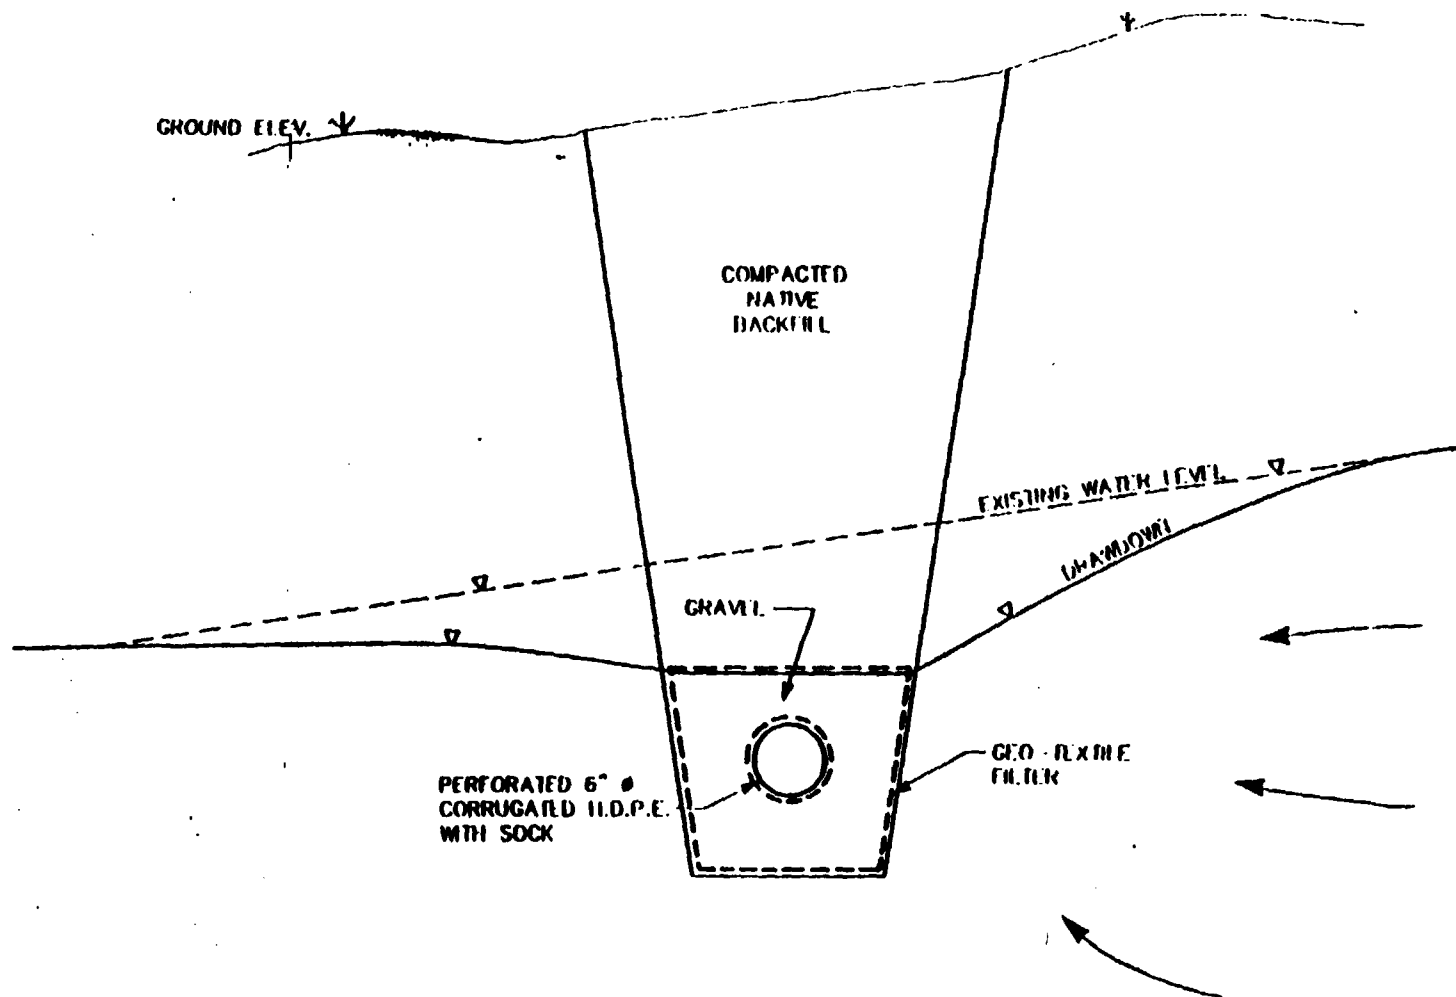 GROUND ELEV.
COMPACTED
NATIVE
BACKFILL
EXISTING WATER LEVEL
DRAWDOWN
GRAVEL
GEO-TEXTILE
FILTER
PERFORATED 6" ø
CORRUGATED H.D.P.E.
WITH SOCK